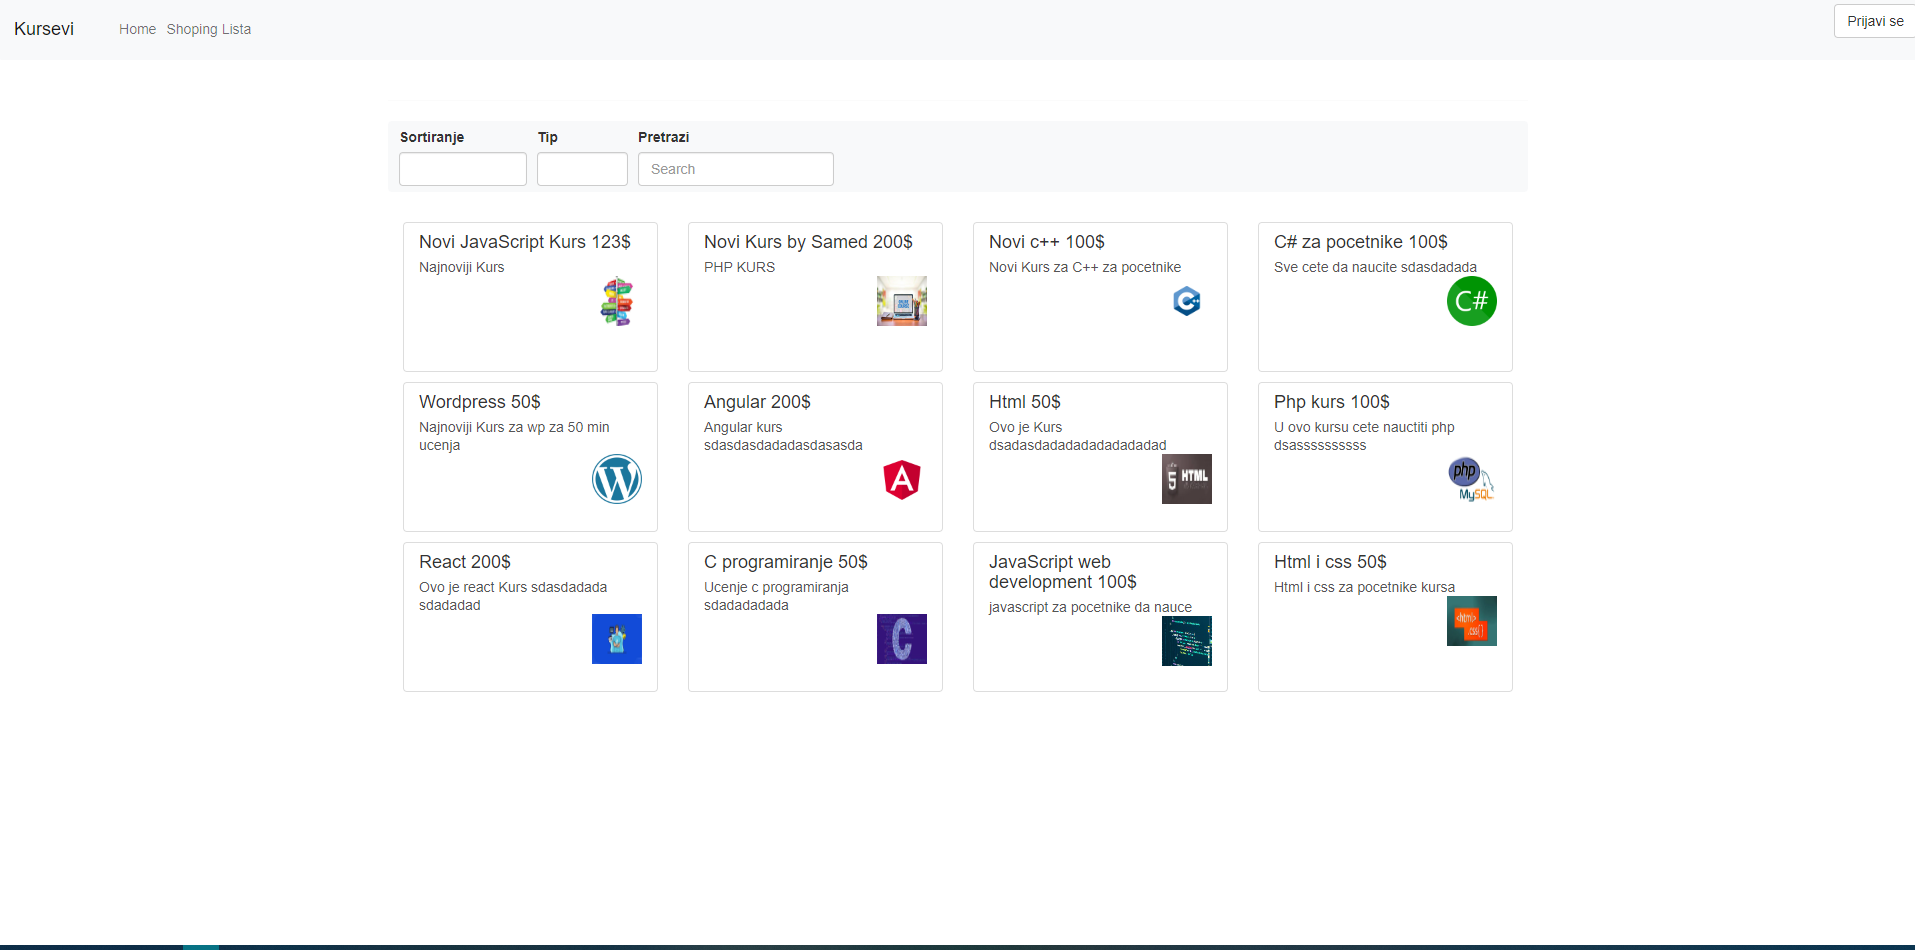 Kursevi
Home
Shoping Lista
Prijavi se
Sortiranje
Tip
Pretrazi
Search
Novi JavaScript Kurs 123$
Najnoviji Kurs
Novi Kurs by Samed 200$
PHP KURS
Novi c++ 100$
Novi Kurs za C++ za pocetnike
C# za pocetnike 100$
Sve cete da naucite sdasdadada
C#
Wordpress 50$
Najnoviji Kurs za wp za 50 min
ucenja
W
Angular 200$
Angular kurs
sdasdasdadadasdasasda
A
Html 50$
Ovo je Kurs
dsadasdadadadadadadad
5 HTML
Php kurs 100$
U ovo kursu cete nauctiti php
dsassssssssss
php
MySQL
React 200$
Ovo je react Kurs sdasdadada
sdadadad
C programiranje 50$
Ucenje c programiranja
sdadadadada
C
JavaScript web
development 100$
javascript za pocetnike da nauce
Html i css 50$
Html i css za pocetnike kursa
<html>
.css{}